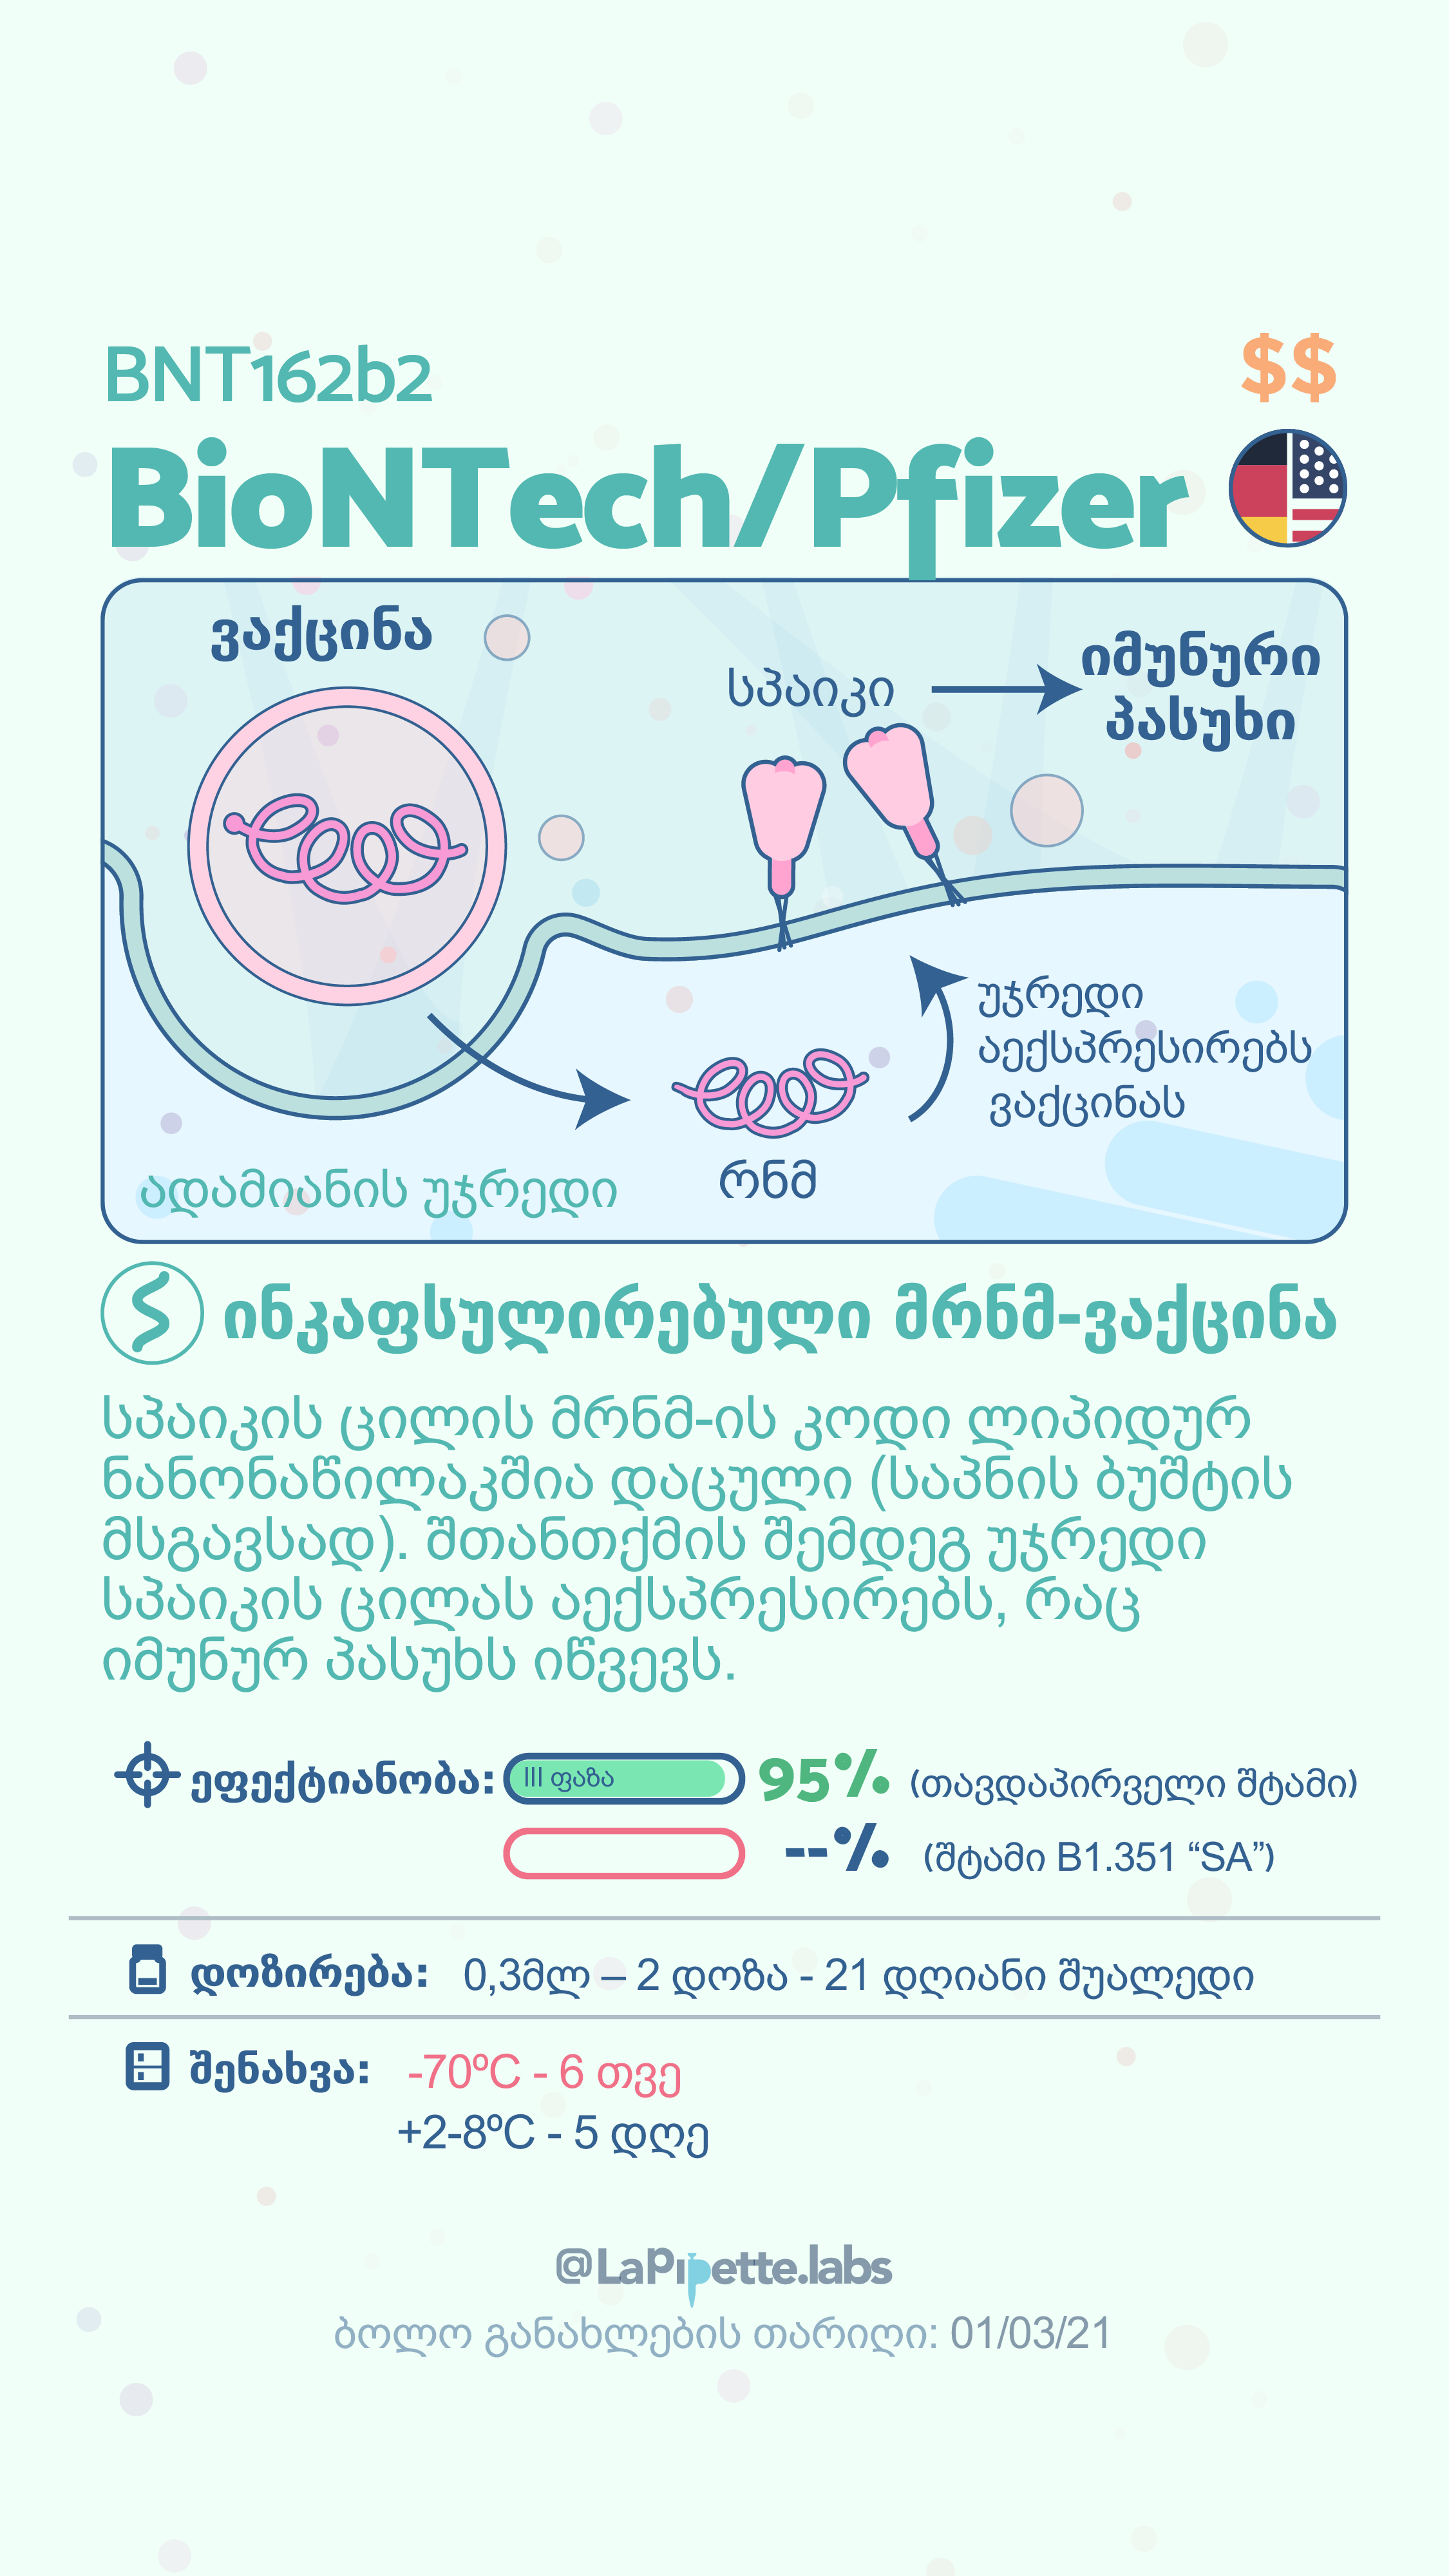 BNT162b2
$$
BioNTech/Pfizer
ვაქცინა
სპაიკი
იმუნური
პასუხი
უჯრედი
აექსპრესირებს
ვაქცინას
ადამიანის უჯრედი
რნმ
ინკაფსულირებული მრნმ-ვაქცინა
სპაიკის ცილის მრნმ-ის კოდი ლიპიდურ
ნანონაწილაკშია დაცული (საპნის ბუშტის
მსგავსად). შთანთქმის შემდეგ უჯრედი
სპაიკის ცილას აექსპრესირებს, რაც
იმუნურ პასუხს იწვევს.
ეფექტიანობა: III ფაზა 95% (თავდაპირველი შტამი)
--% (შტამი B1.351 “SA”)
დოზირება: 0,3მლ – 2 დოზა - 21 დღიანი შუალედი
შენახვა: -70ºC - 6 თვე
+2-8ºC - 5 დღე
@LaPipette.labs
ბოლო განახლების თარიღი: 01/03/21